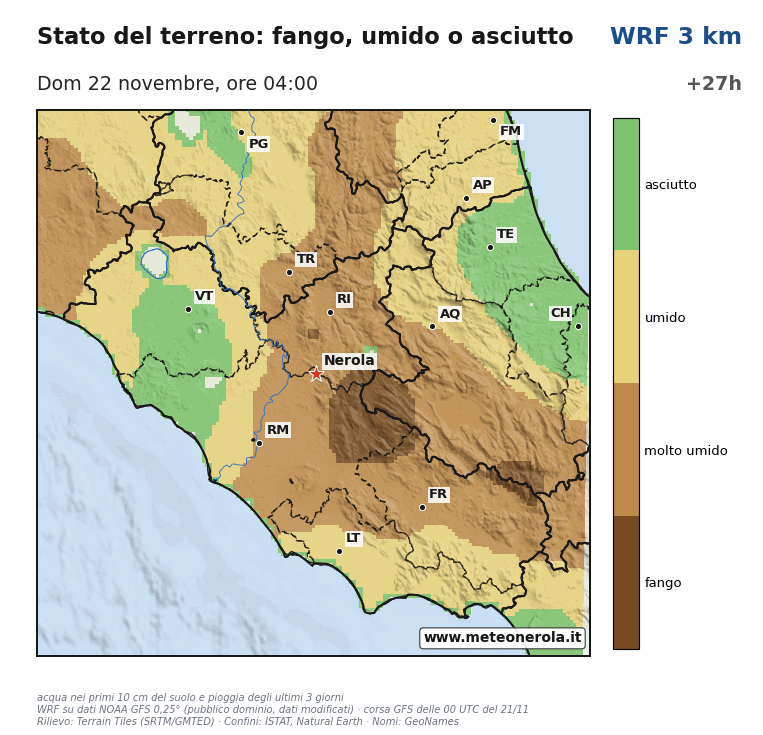 Stato del terreno: fango, umido o asciutto
WRF 3 km
Dom 22 novembre, ore 04:00
+27h
FM
PG
AP
asciutto
TE
TR
VT
RI
AQ
CH
umido
Nerola
RM
molto umido
FR
LT
fango
www.meteonerola.it
acqua nei primi 10 cm del suolo e pioggia degli ultimi 3 giorni
WRF su dati NOAA GFS 0,25° (pubblico dominio, dati modificati) · corsa GFS delle 00 UTC del 21/11
Rilievo: Terrain Tiles (SRTM/GMTED) · Confini: ISTAT, Natural Earth · Nomi: GeoNames